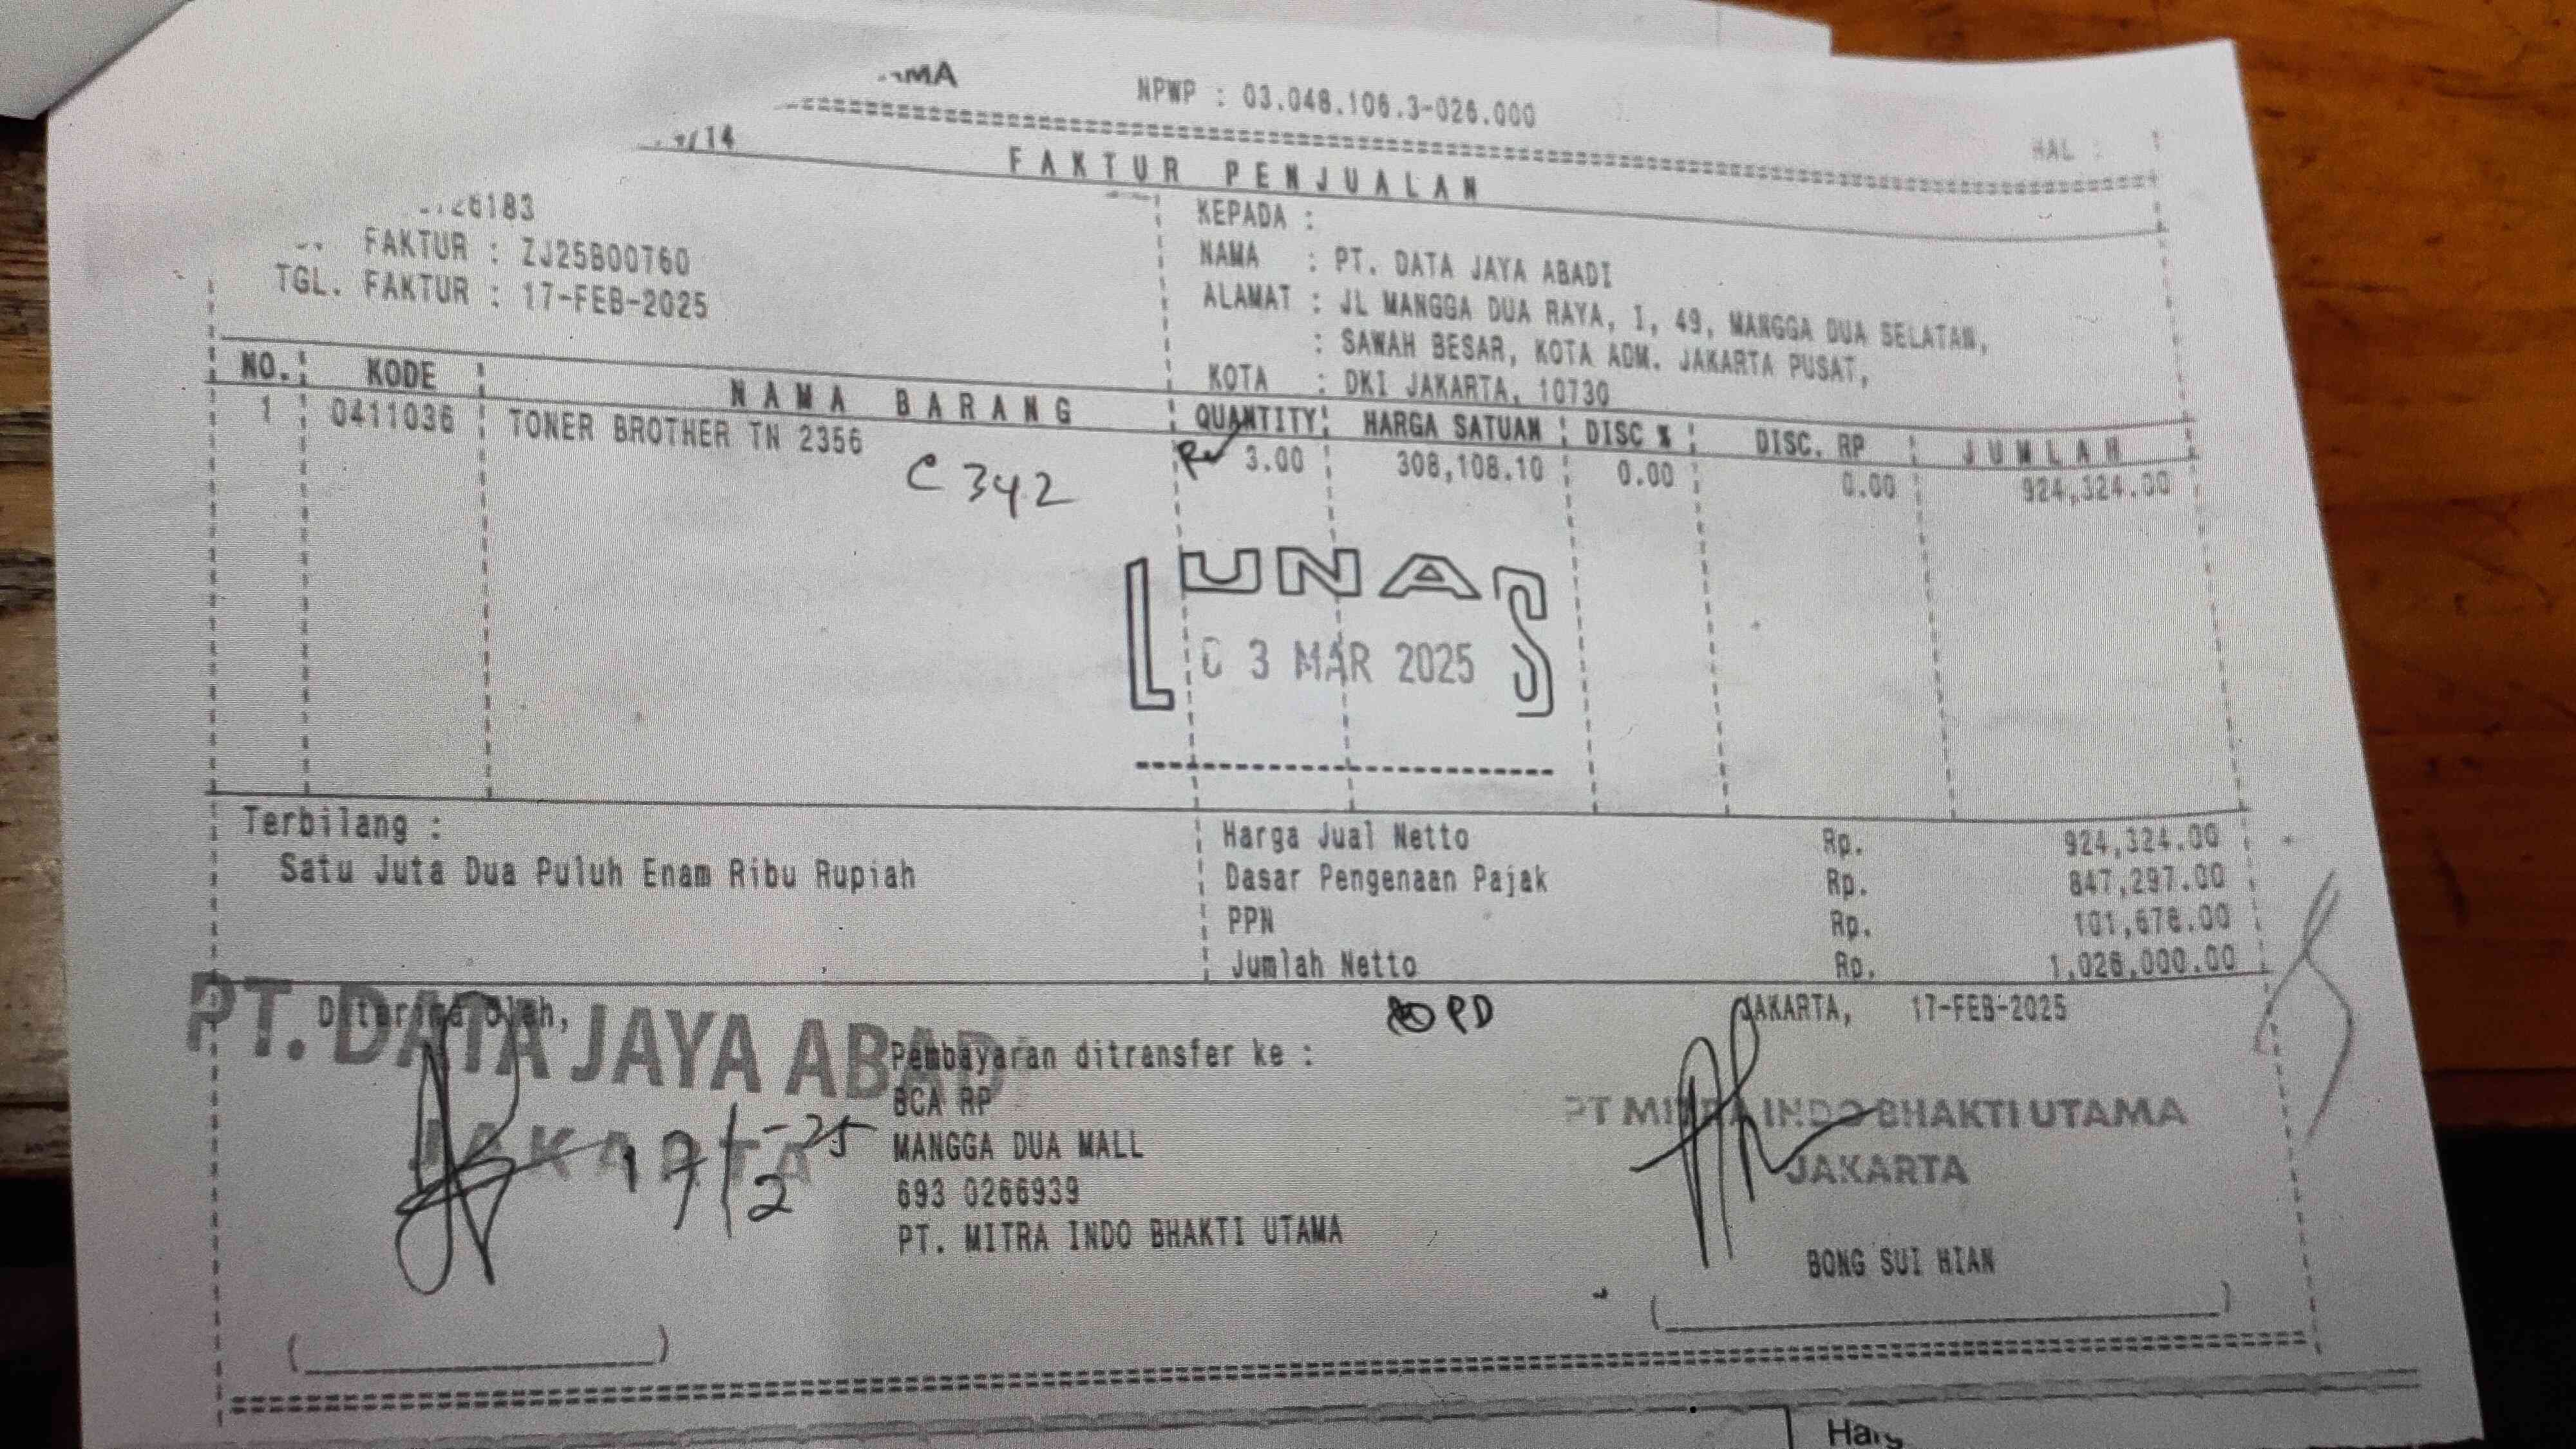 NPWP : 03.048.106.3-026.000
HAL :
FAKTUR PENJUALAN
FAKTUR : ZJ25B00760
TGL. FAKTUR : 17-FEB-2025
KEPADA :
NAMA : PT. DATA JAYA ABADI
ALAMAT : JL MANGGA DUA RAYA, I, 49, MANGGA DUA SELATAN,
: SAWAH BESAR, KOTA ADM. JAKARTA PUSAT,
KOTA : DKI JAKARTA, 10730
NO. KODE NAMA BARANG QUANTITY HARGA SATUAN DISC % DISC. RP JUMLAH
1 0411036 TONER BROTHER TN 2356 3.00 308,108.10 0.00 0.00 924,324.00
C 342
LUNAS
03 MAR 2025
Terbilang :
Satu Juta Dua Puluh Enam Ribu Rupiah
Harga Jual Netto Rp. 924,324.00
Dasar Pengenaan Pajak Rp. 847,297.00
PPN Rp. 101,676.00
Jumlah Netto Rp. 1,026,000.00
Diterima Oleh,
PT. DATA JAYA ABADI
JAKARTA
17/2-25
PD
Pembayaran ditransfer ke :
BCA RP
MANGGA DUA MALL
693 0266939
PT. MITRA INDO BHAKTI UTAMA
JAKARTA, 17-FEB-2025
PT MITRA INDO BHAKTI UTAMA
JAKARTA
BONG SUI HIAN